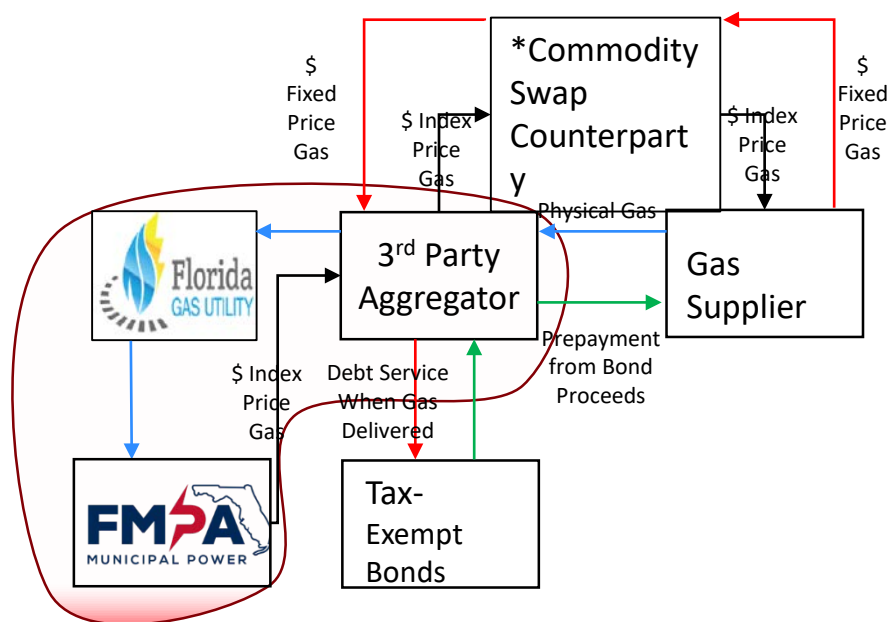 *Commodity
Swap
Counterpart
y
$
Fixed
Price
Gas
$ Index
Price
Gas
$ Index
Price
Gas
$
Fixed
Price
Gas
Physical Gas
Florida
GAS UTILITY
3rd Party
Aggregator
Gas
Supplier
Prepayment
from Bond
Proceeds
$ Index
Price
Gas
Debt Service
When Gas
Delivered
FMPA
MUNICIPAL POWER
Tax-
Exempt
Bonds